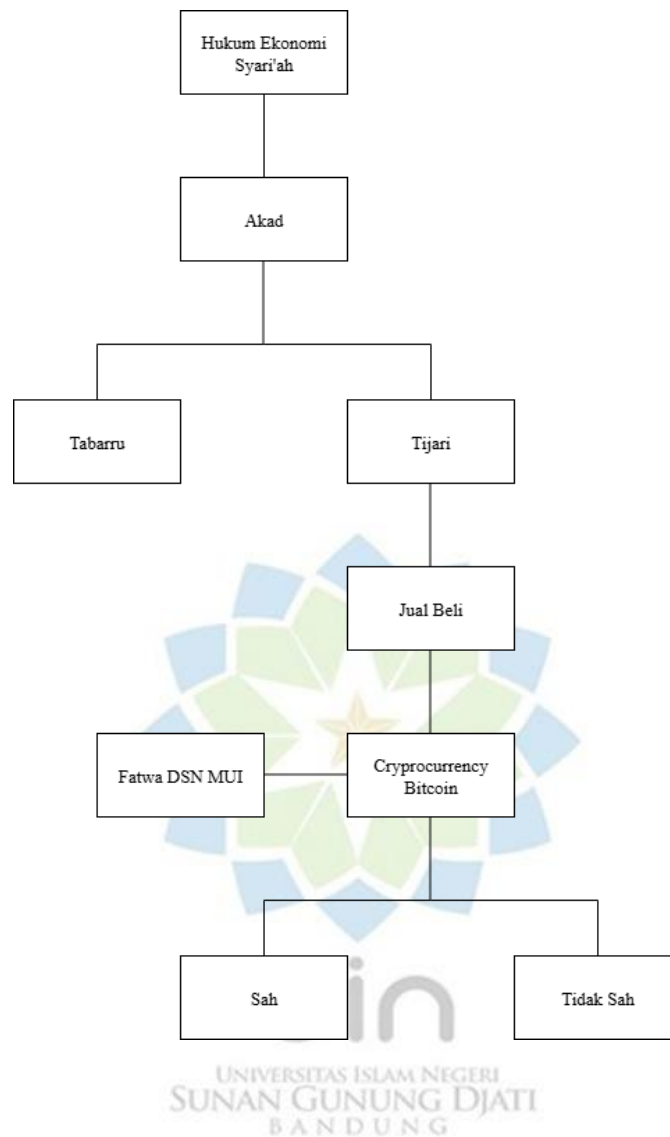 Hukum Ekonomi
Syari'ah
Akad
Tabarru
Tijari
Jual Beli
Fatwa DSN MUI
Cryprocurrency
Bitcoin
Sah
Tidak Sah
uin
UNIVERSITAS ISLAM NEGERI
SUNAN GUNUNG DJATI
BANDUNG